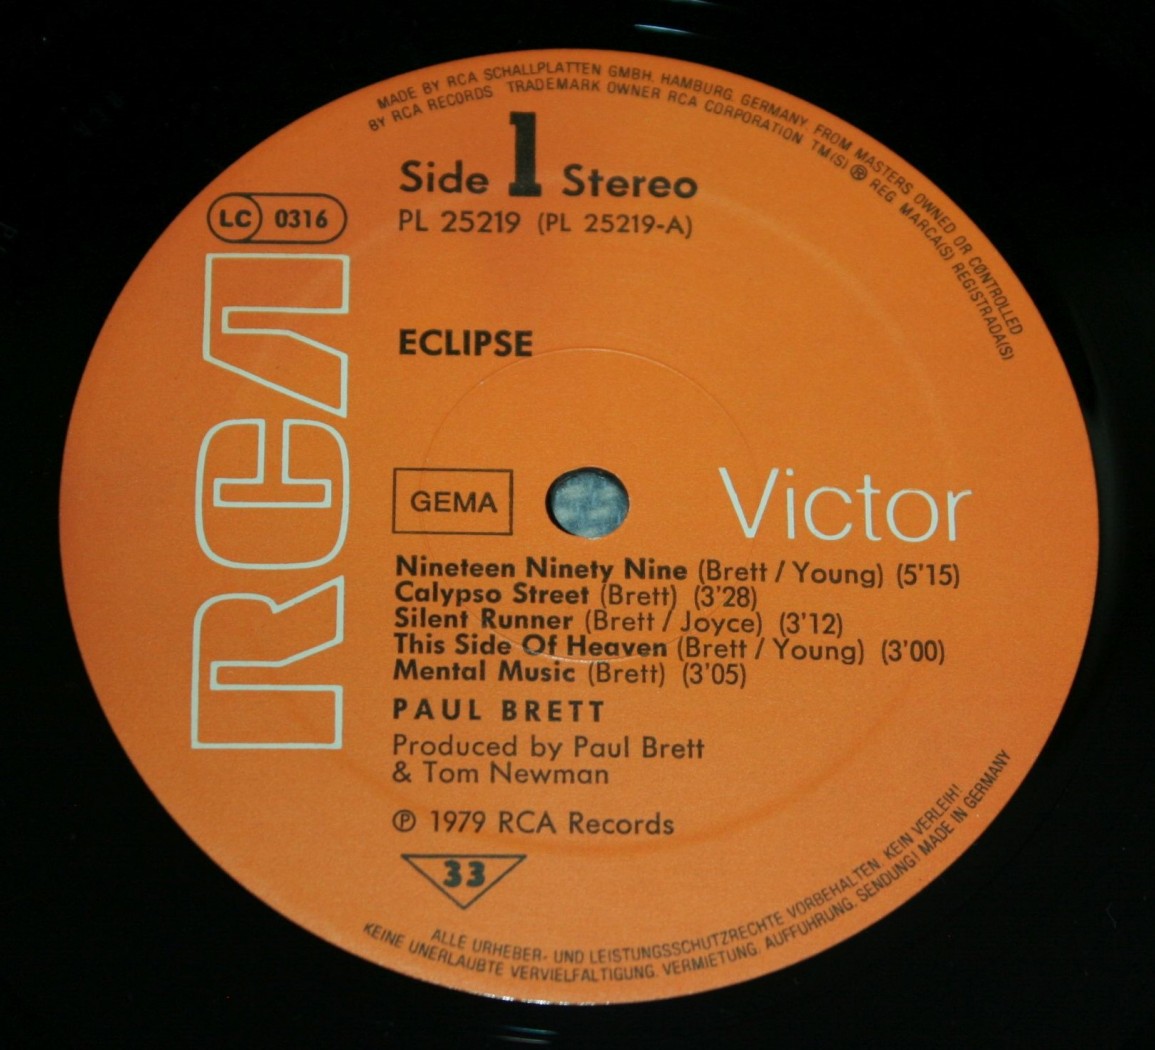 MADE BY RCA SCHALLPLATTEN GMBH. HAMBURG. GERMANY. FROM MASTERS OWNED OR CONTROLLED
BY RCA RECORDS TRADEMARK OWNER RCA CORPORATION TM(S) ® REG MARCA(S) REGISTRADA(S)
Side 1 Stereo
PL 25219 (PL 25219-A)
LC 0316
RCA
ECLIPSE
GEMA
Victor
Nineteen Ninety Nine (Brett / Young) (5'15)
Calypso Street (Brett) (3'28)
Silent Runner (Brett / Joyce) (3'12)
This Side Of Heaven (Brett / Young) (3'00)
Mental Music (Brett) (3'05)
PAUL BRETT
Produced by Paul Brett
& Tom Newman
℗ 1979 RCA Records
33
ALLE URHEBER- UND LEISTUNGSSCHUTZRECHTE VORBEHALTEN. KEIN VERLEIH!
KEINE UNERLAUBTE VERVIELFALTIGUNG. VERMIETUNG. AUFFUHRUNG. SENDUNG! MADE IN GERMANY